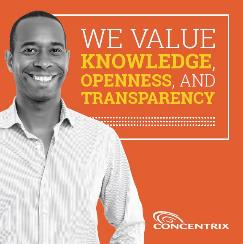 WE VALUE
KNOWLEDGE,
OPENNESS, AND
TRANSPARENCY
CONCENTRIX